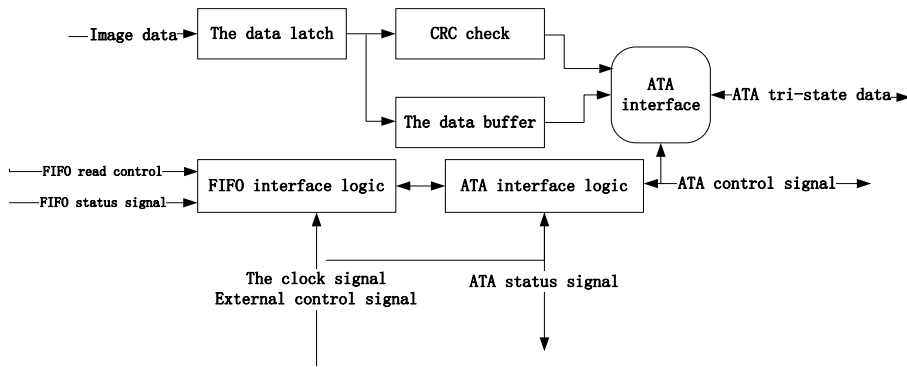 Image data
The data latch
CRC check
ATA
interface
ATA tri-state data
The data buffer
FIFO read control
FIFO interface logic
ATA interface logic
ATA control signal
FIFO status signal
The clock signal
External control signal
ATA status signal